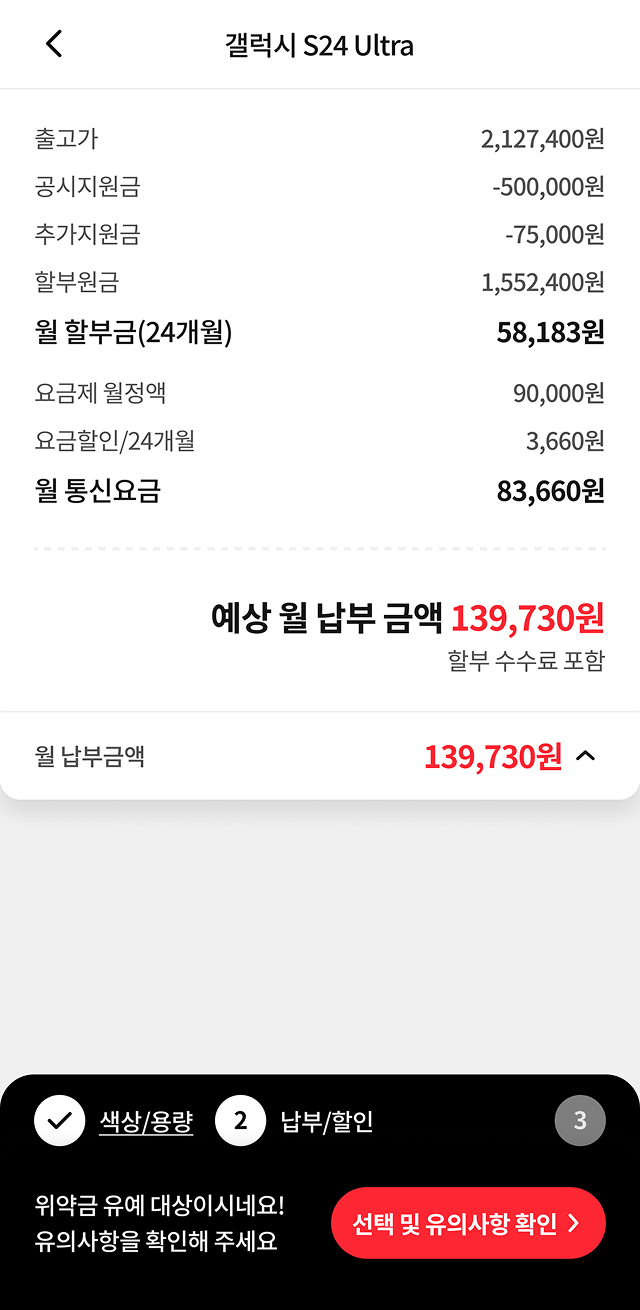 갤럭시 S24 Ultra
출고가 2,127,400원
공시지원금 -500,000원
추가지원금 -75,000원
할부원금 1,552,400원
월 할부금(24개월) 58,183원
요금제 월정액 90,000원
요금할인/24개월 3,660원
월 통신요금 83,660원
예상 월 납부 금액 139,730원
할부 수수료 포함
월 납부금액 139,730원
색상/용량 2 납부/할인 3
위약금 유예 대상이시네요!
유의사항을 확인해 주세요
선택 및 유의사항 확인